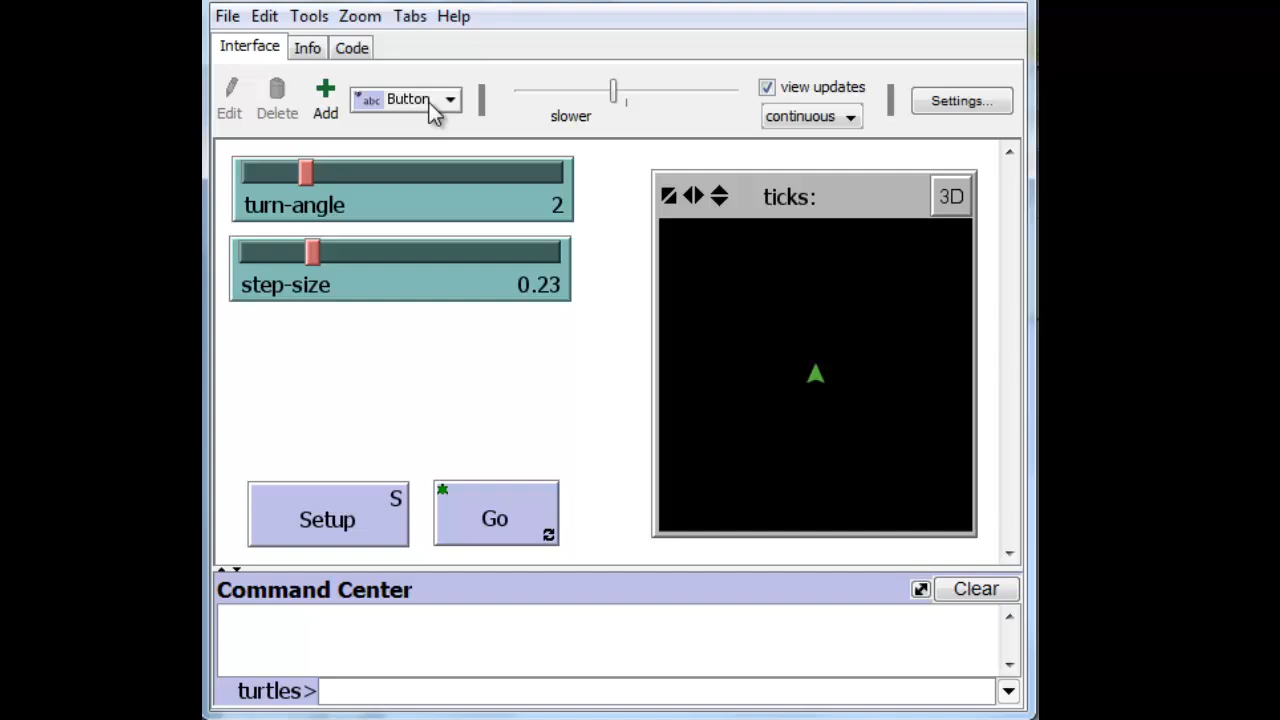 File Edit Tools Zoom Tabs Help
Interface Info Code
Edit Delete Add abc Button slower view updates continuous Settings...
turn-angle 2
step-size 0.23
ticks: 3D
Setup S
Go
Command Center Clear
turtles>